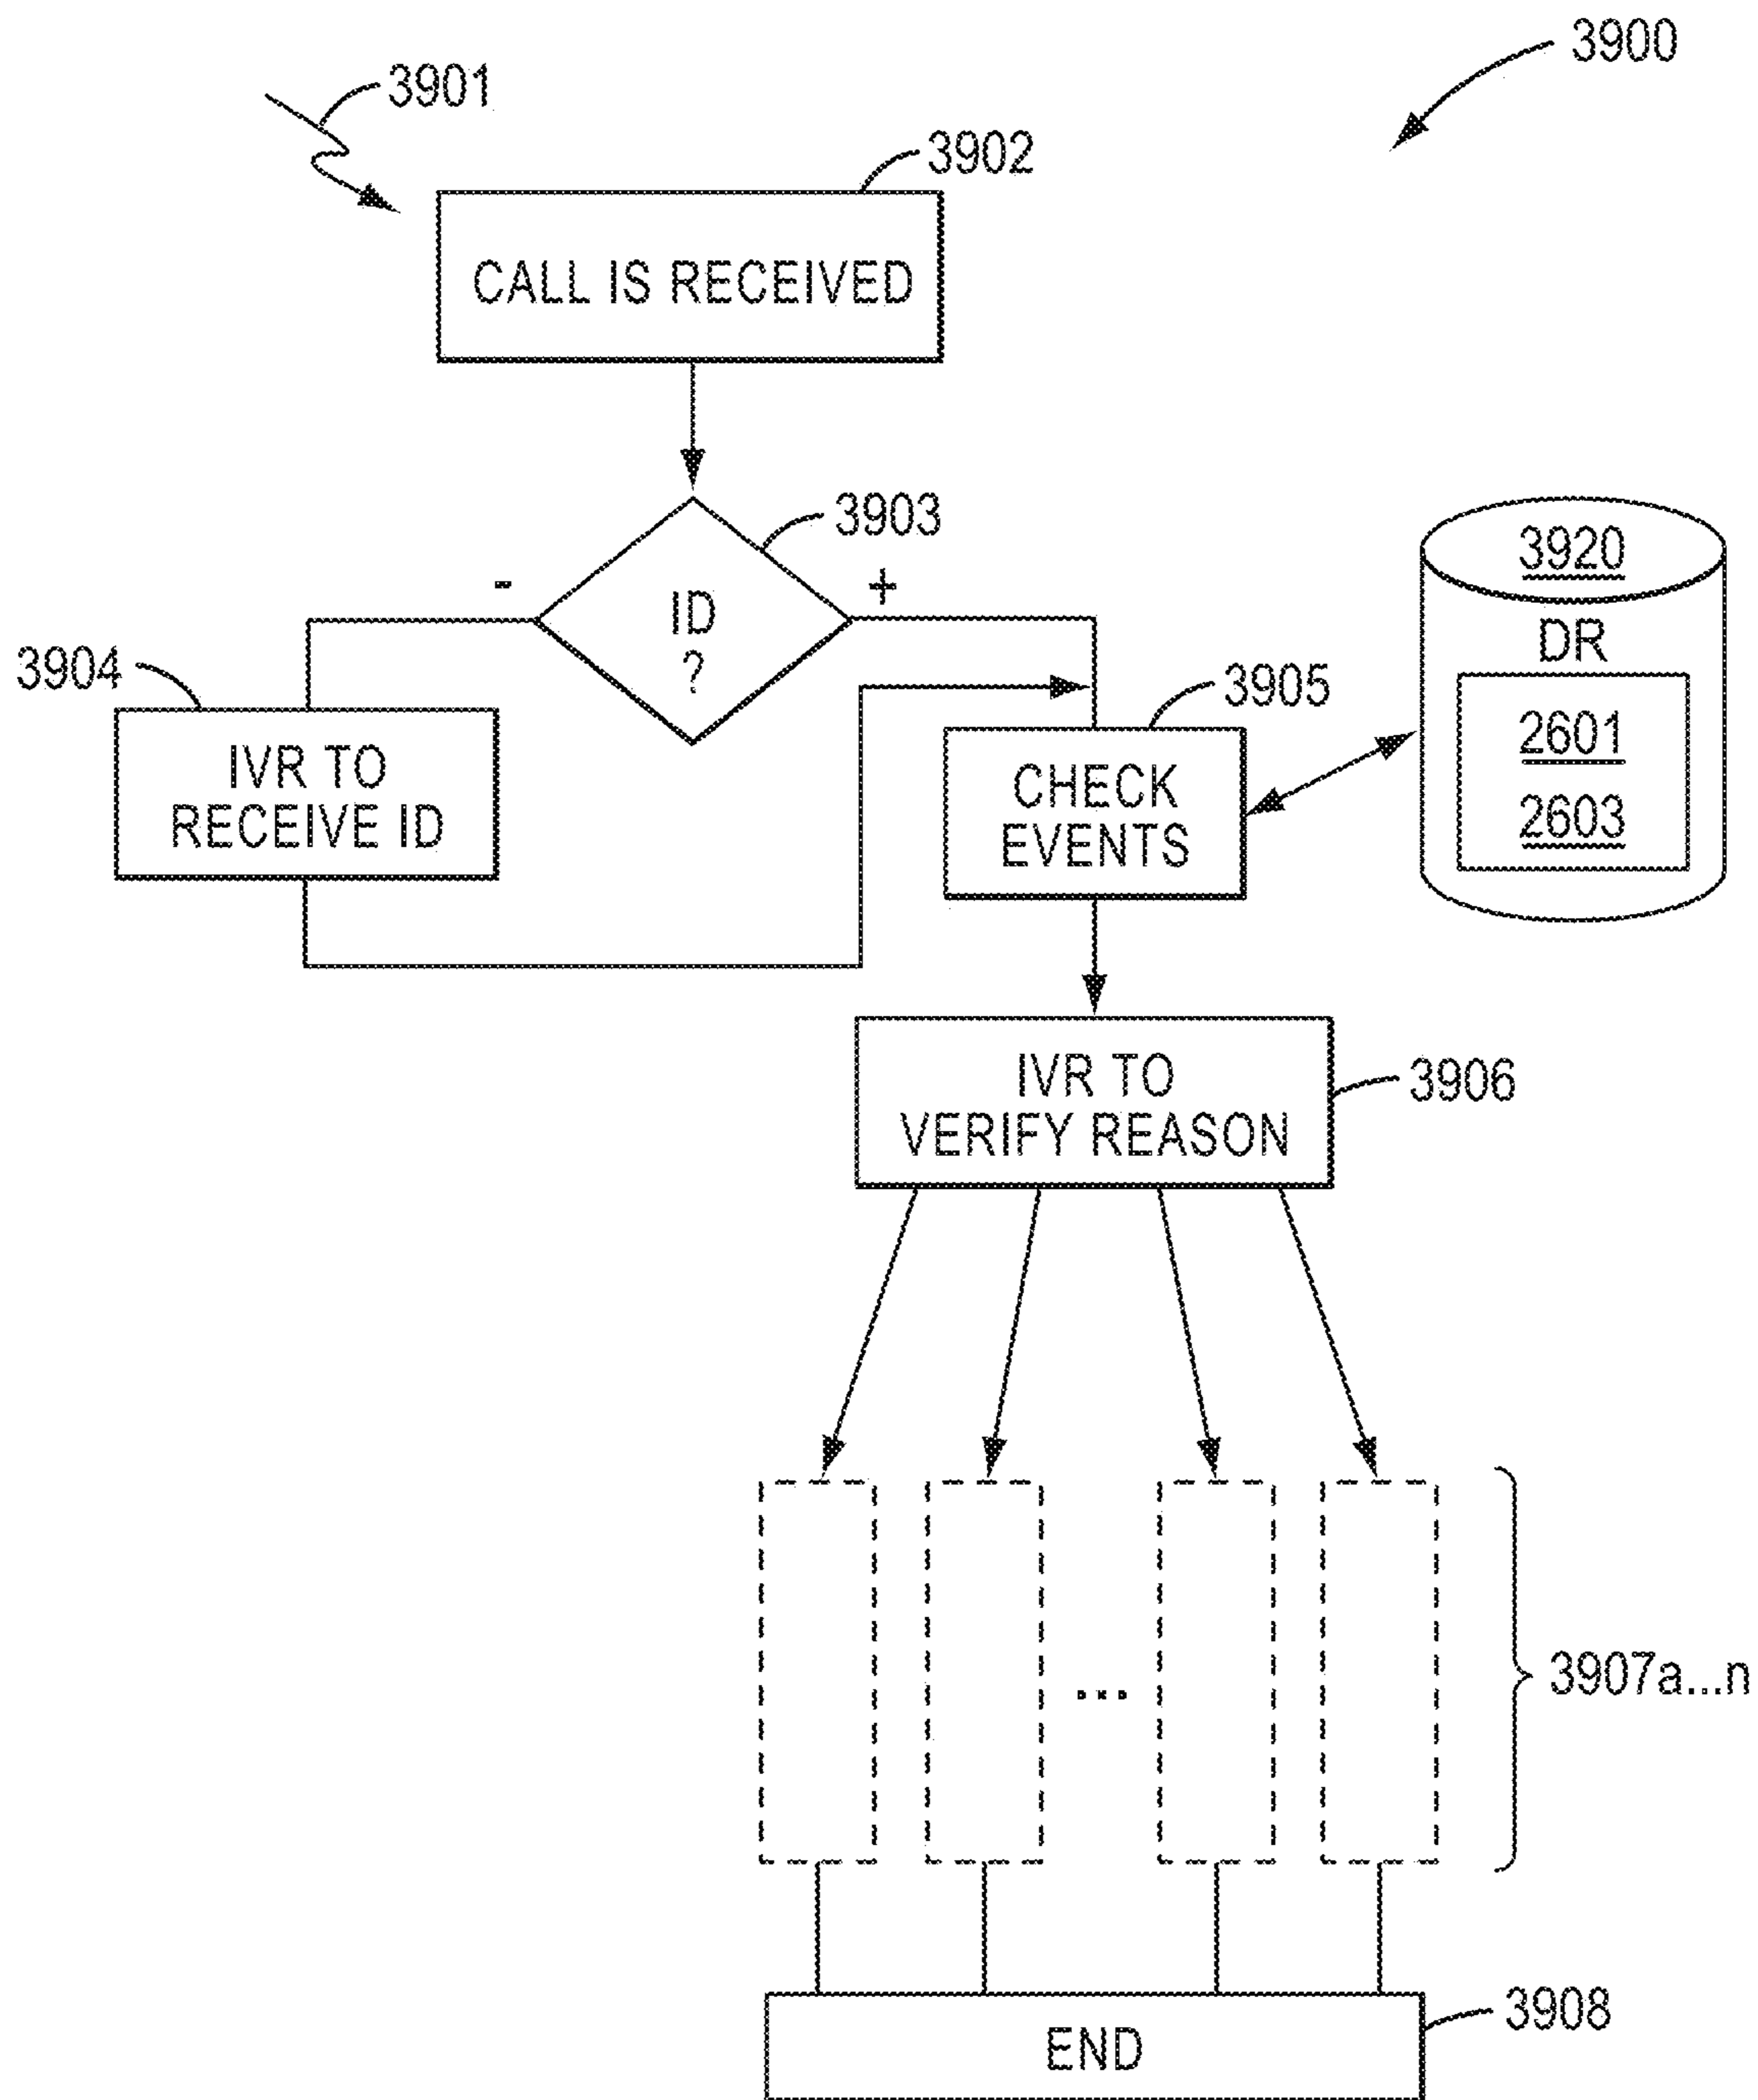 3900
3901
3902
CALL IS RECEIVED
3903
-
+
ID
?
3920
DR
2601
2603
3904
IVR TO
RECEIVE ID
3905
CHECK
EVENTS
IVR TO
VERIFY REASON
3906
...
3907a...n
END
3908